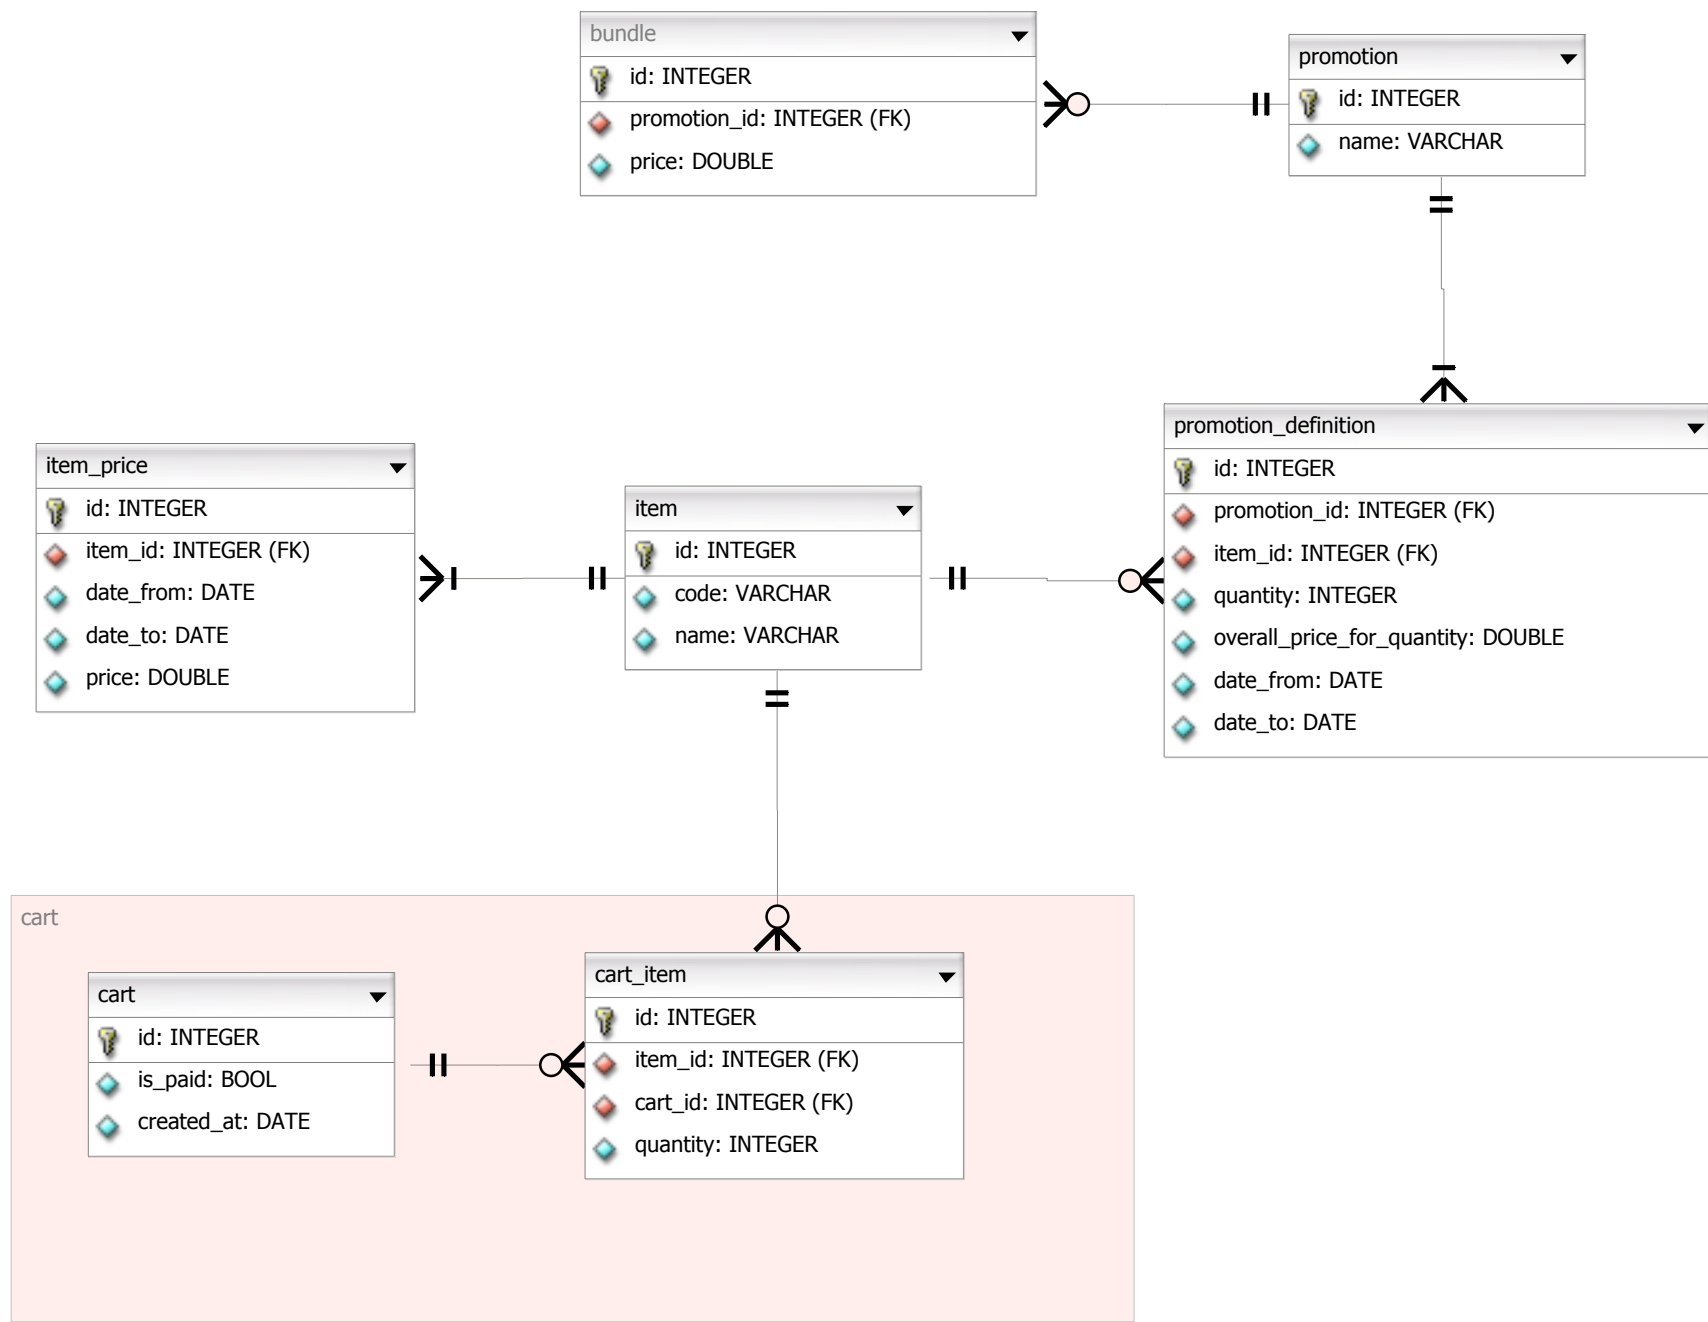 bundle
id: INTEGER
promotion_id: INTEGER (FK)
price: DOUBLE
promotion
id: INTEGER
name: VARCHAR
promotion_definition
id: INTEGER
promotion_id: INTEGER (FK)
item_id: INTEGER (FK)
quantity: INTEGER
overall_price_for_quantity: DOUBLE
date_from: DATE
date_to: DATE
item_price
id: INTEGER
item_id: INTEGER (FK)
date_from: DATE
date_to: DATE
price: DOUBLE
item
id: INTEGER
code: VARCHAR
name: VARCHAR
cart
cart
id: INTEGER
is_paid: BOOL
created_at: DATE
cart_item
id: INTEGER
item_id: INTEGER (FK)
cart_id: INTEGER (FK)
quantity: INTEGER